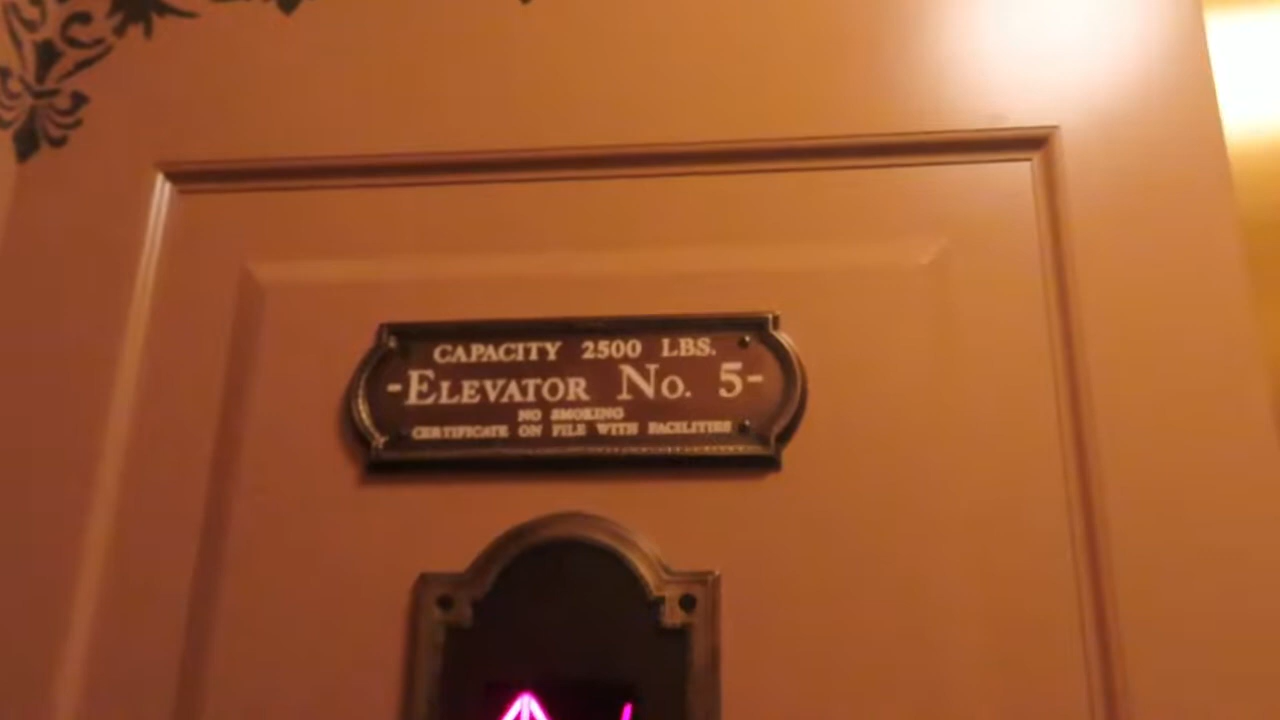 CAPACITY 2500 LBS.
-ELEVATOR No. 5-
NO SMOKING
CERTIFICATE ON FILE WITH FACILITIES